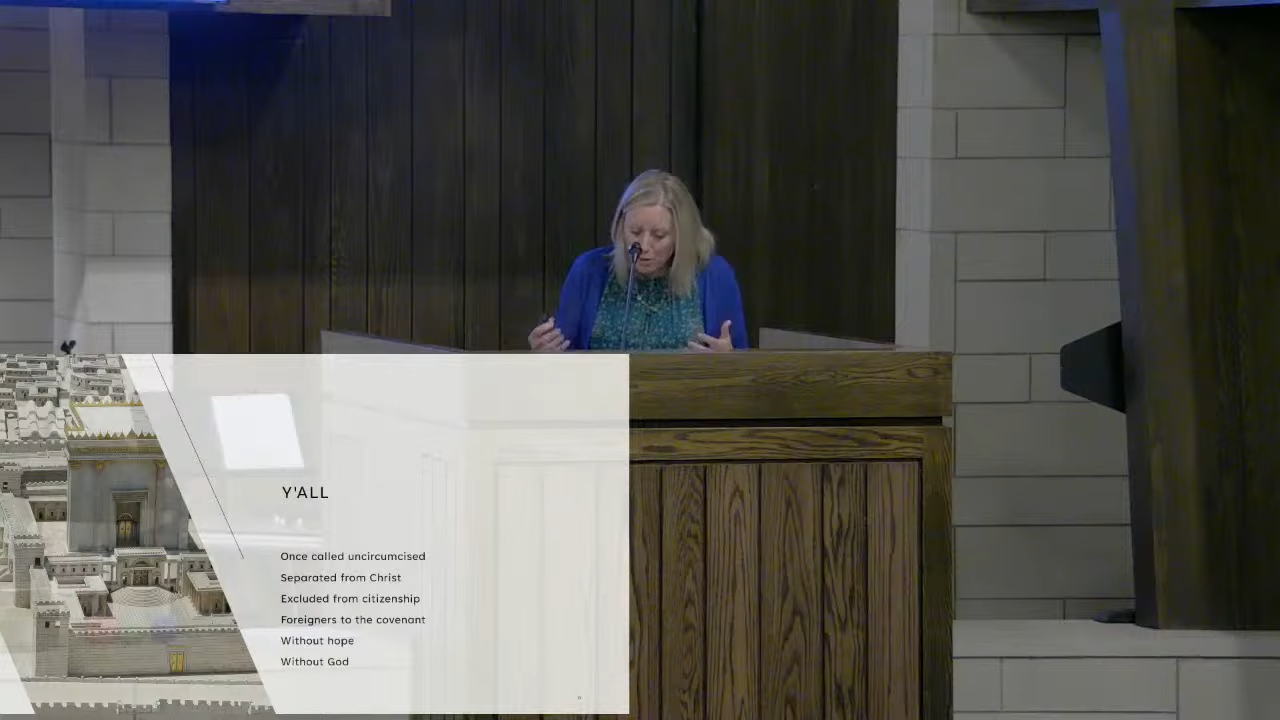 Y'ALL
Once called uncircumcised
Separated from Christ
Excluded from citizenship
Foreigners to the covenant
Without hope
Without God